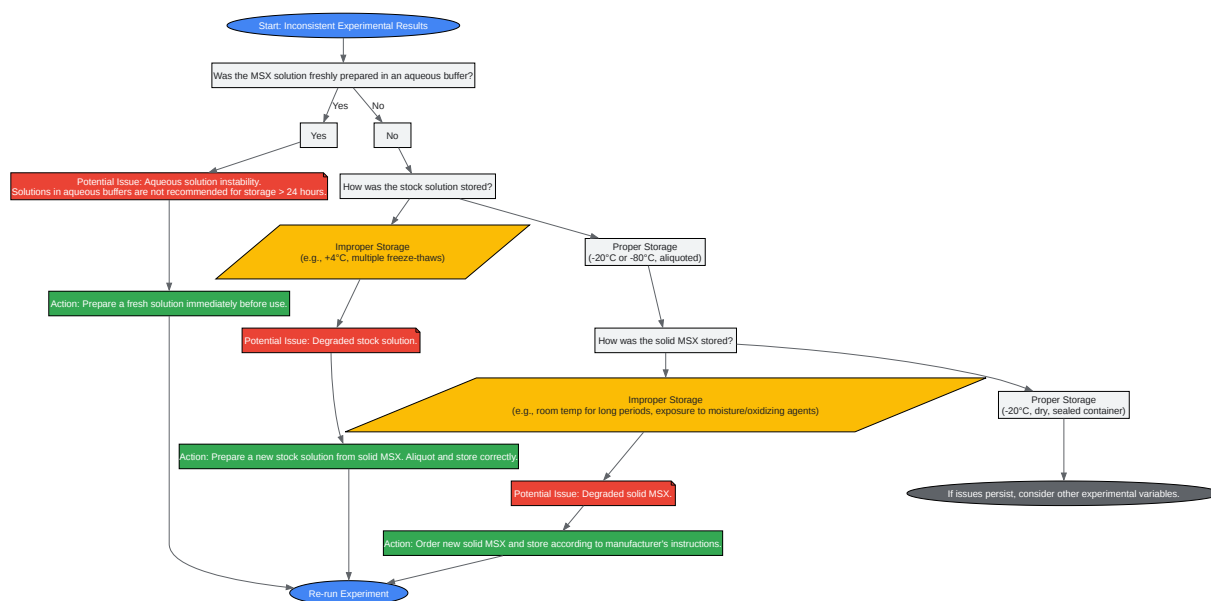 Start: Inconsistent Experimental Results
Was the MSX solution freshly prepared in an aqueous buffer?
Yes
No
Yes
No
Potential Issue: Aqueous solution instability.
Solutions in aqueous buffers are not recommended for storage > 24 hours.
How was the stock solution stored?
Improper Storage
(e.g., +4°C, multiple freeze-thaws)
Proper Storage
(-20°C or -80°C, aliquoted)
Action: Prepare a fresh solution immediately before use.
Potential Issue: Degraded stock solution.
How was the solid MSX stored?
Improper Storage
(e.g., room temp for long periods, exposure to moisture/oxidizing agents)
Proper Storage
(-20°C, dry, sealed container)
Action: Prepare a new stock solution from solid MSX. Aliquot and store correctly.
Potential Issue: Degraded solid MSX.
If issues persist, consider other experimental variables.
Action: Order new solid MSX and store according to manufacturer's instructions.
Re-run Experiment